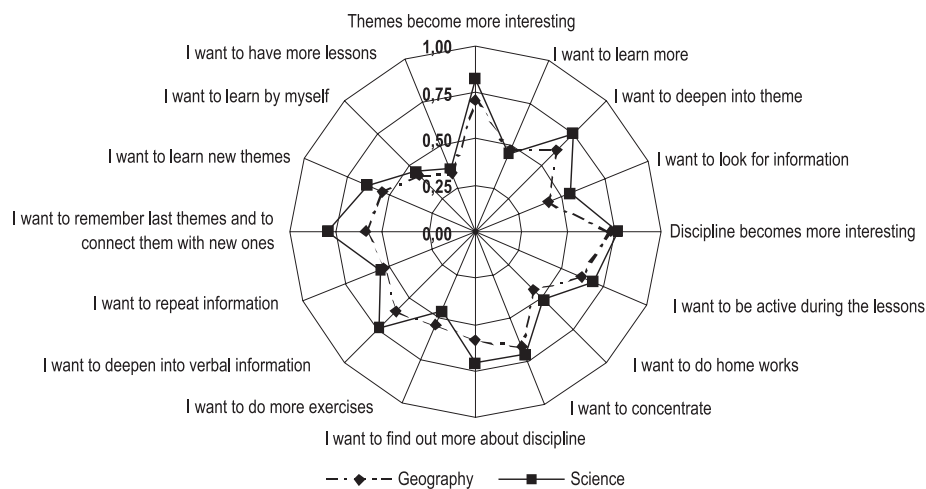 Themes become more interesting
I want to have more lessons
1,00
I want to learn more
I want to learn by myself
0,75
I want to deepen into theme
I want to learn new themes
0,50
I want to look for information
0,25
I want to remember last themes and to
connect them with new ones
0,00
Discipline becomes more interesting
I want to repeat information
I want to be active during the lessons
I want to deepen into verbal information
I want to do home works
I want to do more exercises
I want to concentrate
I want to find out more about discipline
Geography
Science